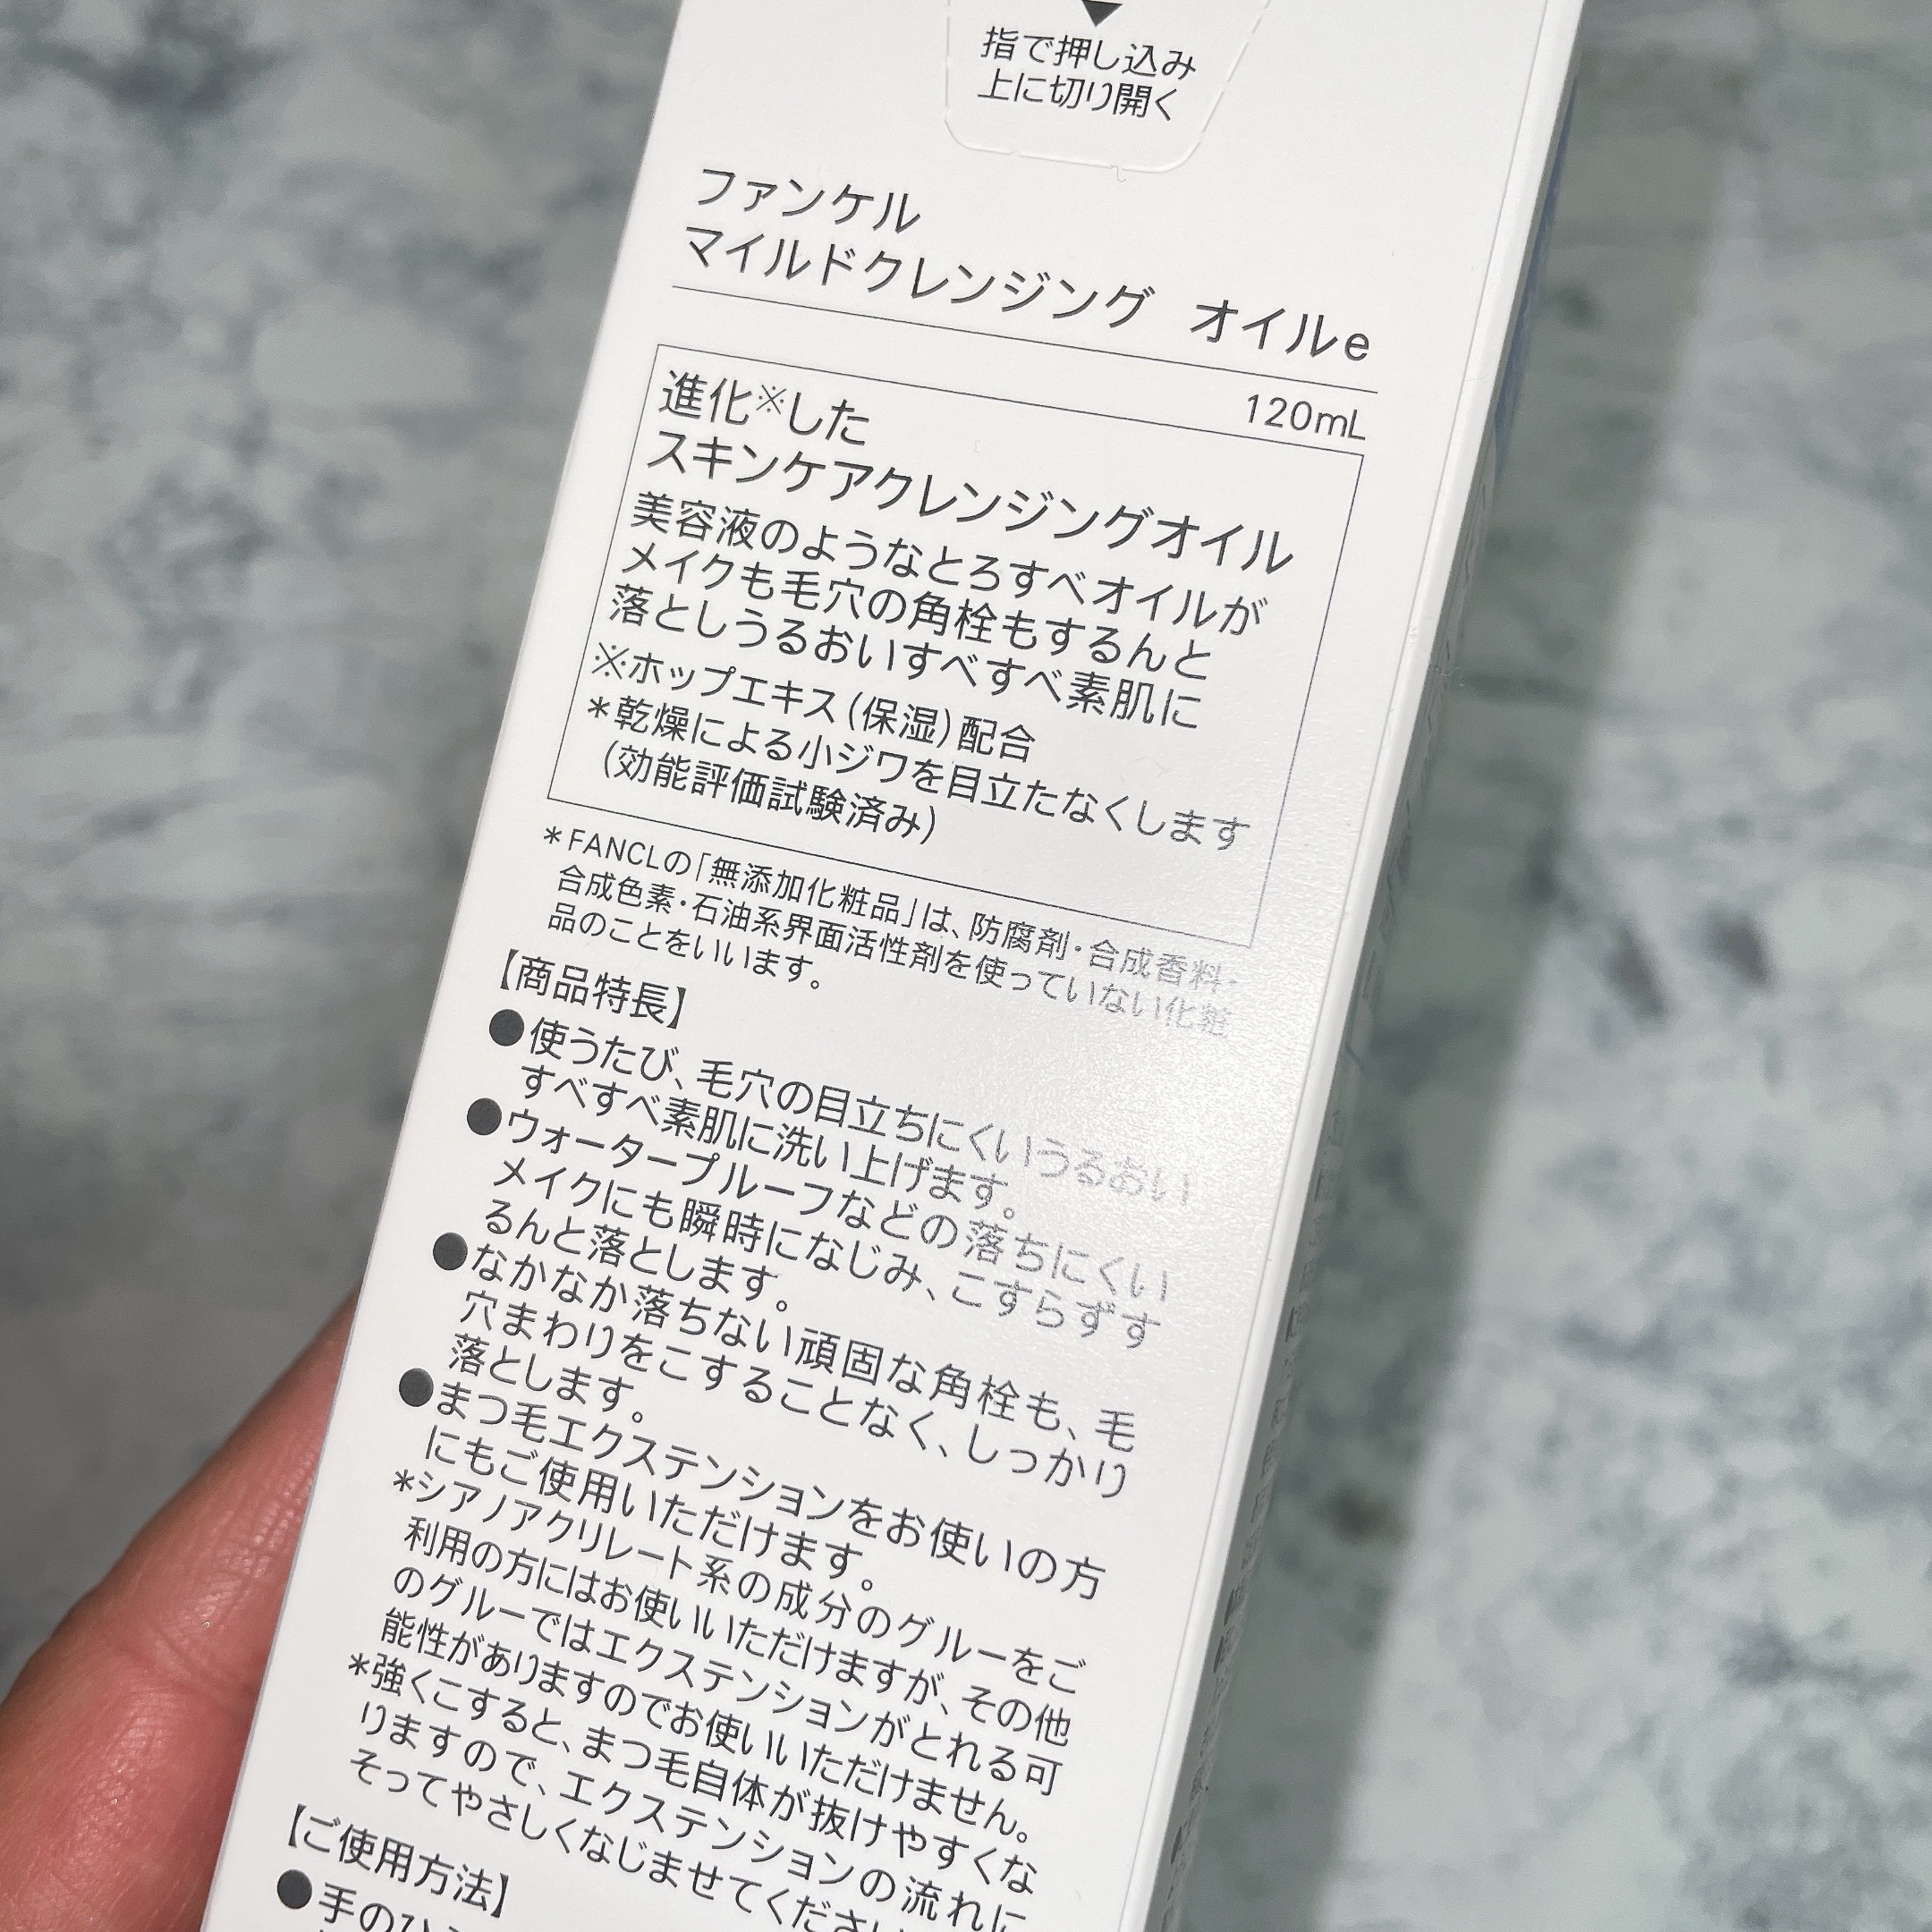 指で押し込み
上に切り開く
ファンケル
マイルドクレンジング オイルe
120mL
進化※した
スキンケアクレンジングオイル
美容液のようなとろすべオイルが
メイクも毛穴の角栓もするんと
落としうるおいすべすべ素肌に
※ホップエキス(保湿)配合
＊乾燥による小ジワを目立たなくします
(効能評価試験済み)
＊FANCLの「無添加化粧品」は、防腐剤・合成香料・
合成色素・石油系界面活性剤を使っていない化粧
品のことをいいます。
【商品特長】
●使うたび、毛穴の目立ちにくいうるおい
すべすべ素肌に洗い上げます。
●ウォータープルーフなどの落ちにくい
メイクにも瞬時になじみ、こすらずす
るんと落とします。
●なかなか落ちない頑固な角栓も、毛
穴まわりをこすることなく、しっかり
落とします。
●まつ毛エクステンションをお使いの方
にもご使用いただけます。
＊シアノアクリレート系の成分のグルーをご
利用の方にはお使いいただけますが、その他
のグルーではエクステンションがとれる可
能性がありますのでお使いいただけません。
＊強くこすると、まつ毛自体が抜けやすくな
りますので、エクステンションの流れに
そってやさしくなじませてください
【ご使用方法】
●手のひ